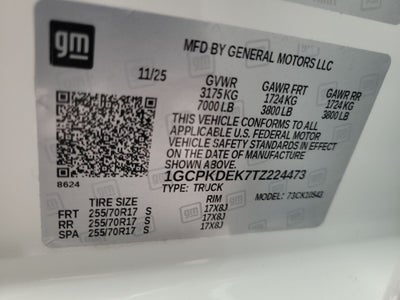 gm
MFD BY GENERAL MOTORS LLC
11/25 GVWR GAWR FRT GAWR RR
3175 KG 1724 KG 1724 KG
7000 LB 3800 LB 3800 LB
THIS VEHICLE CONFORMS TO ALL
APPLICABLE U.S. FEDERAL MOTOR
VEHICLE SAFETY STANDARDS IN EFFECT
ON THE DATE OF MANUFACTURE
SHOWN ABOVE.
8624
1GCPKDEK7TZ224473
TYPE: TRUCK MODEL: 73CK10543
TIRE SIZE RIM
FRT 255/70R17 S 17X8J
RR 255/70R17 S 17X8J
SPA 255/70R17 S 17X8J